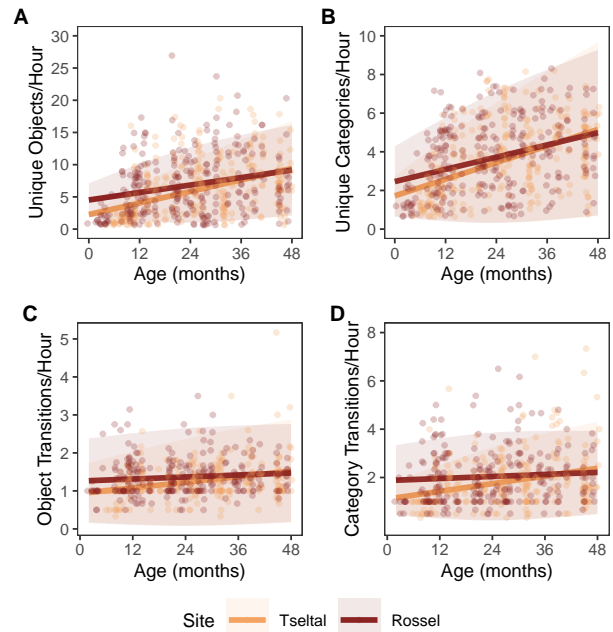 A
B
30
25
20
15
10
5
0
Unique Objects/Hour
0 12 24 36 48
Age (months)
10
8
6
4
2
0
Unique Categories/Hour
0 12 24 36 48
Age (months)
C
D
5
4
3
2
1
0
Object Transitions/Hour
0 12 24 36 48
Age (months)
8
6
4
2
Category Transitions/Hour
0 12 24 36 48
Age (months)
Site Tseltal Rossel